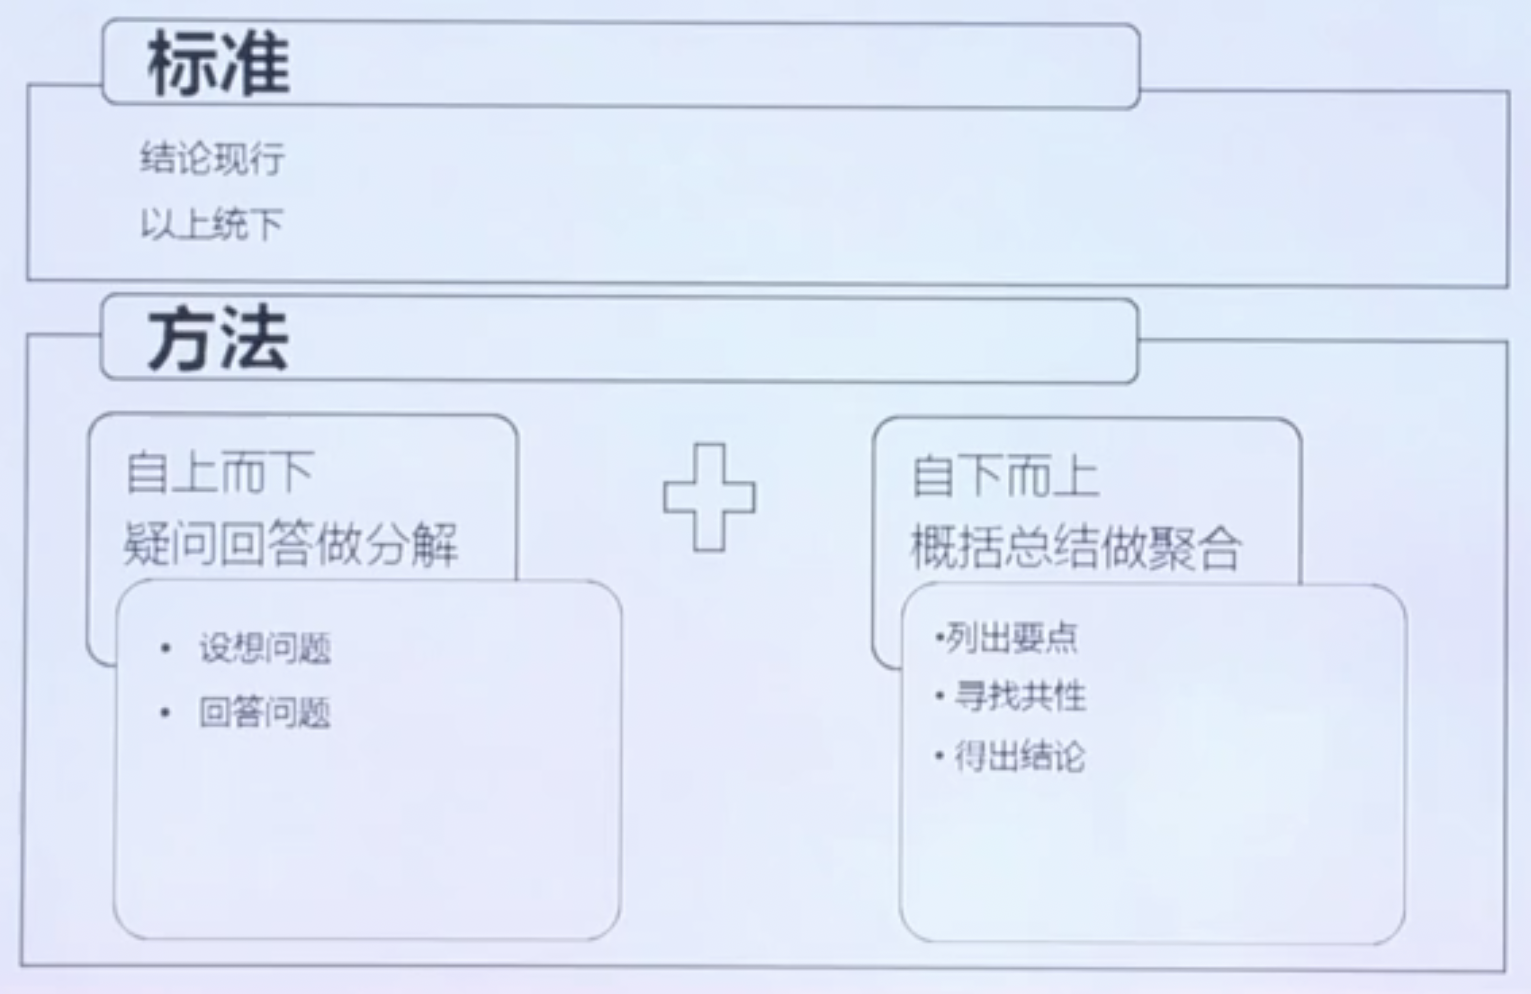 标准
结论现行
以上统下
方法
自上而下
疑问回答做分解
• 设想问题
• 回答问题
自下而上
概括总结做聚合
•列出要点
• 寻找共性
• 得出结论